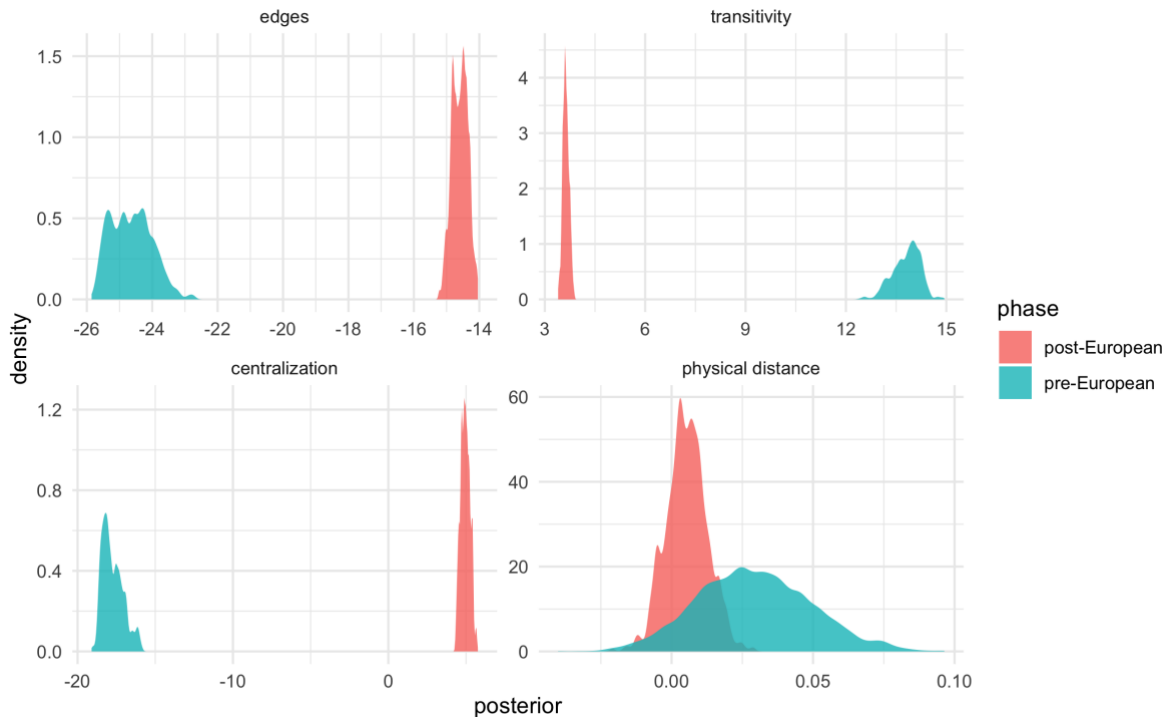 edges
transitivity
1.5
1.0
0.5
0.0
-26 -24 -22 -20 -18 -16 -14
4
3
2
1
0
3 6 9 12 15
centralization
physical distance
1.2
0.8
0.4
0.0
-20 -10 0
60
40
20
0
0.00 0.05 0.10
density
posterior
phase
post-European
pre-European